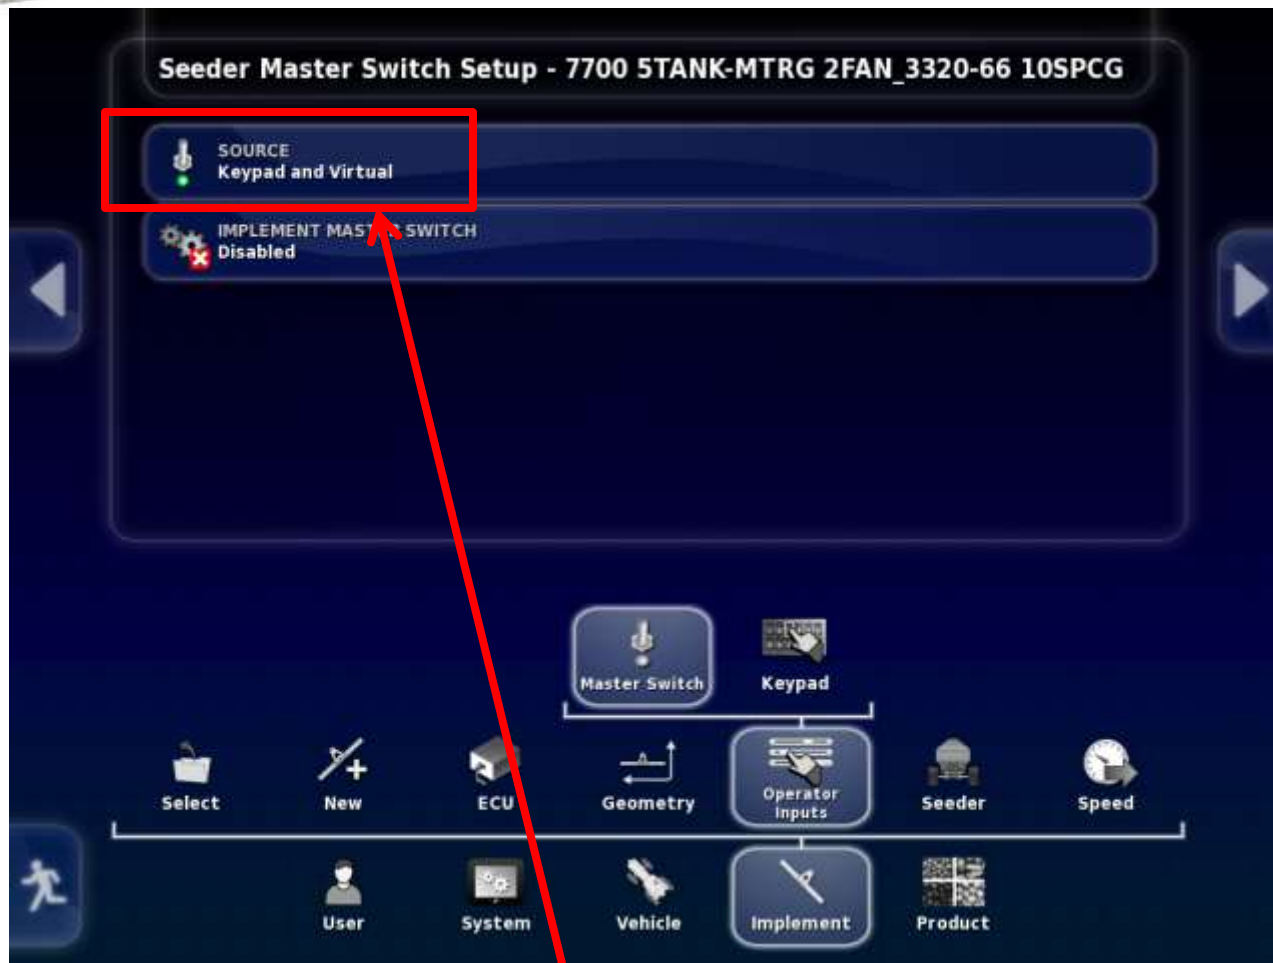 Seeder Master Switch Setup - 7700 5TANK-MTRG 2FAN_3320-66 10SPCG
SOURCE
Keypad and Virtual
IMPLEMENT MASTER SWITCH
Disabled
Master Switch
Keypad
Select
New
ECU
Geometry
Operator
Inputs
Seeder
Speed
User
System
Vehicle
Implement
Product